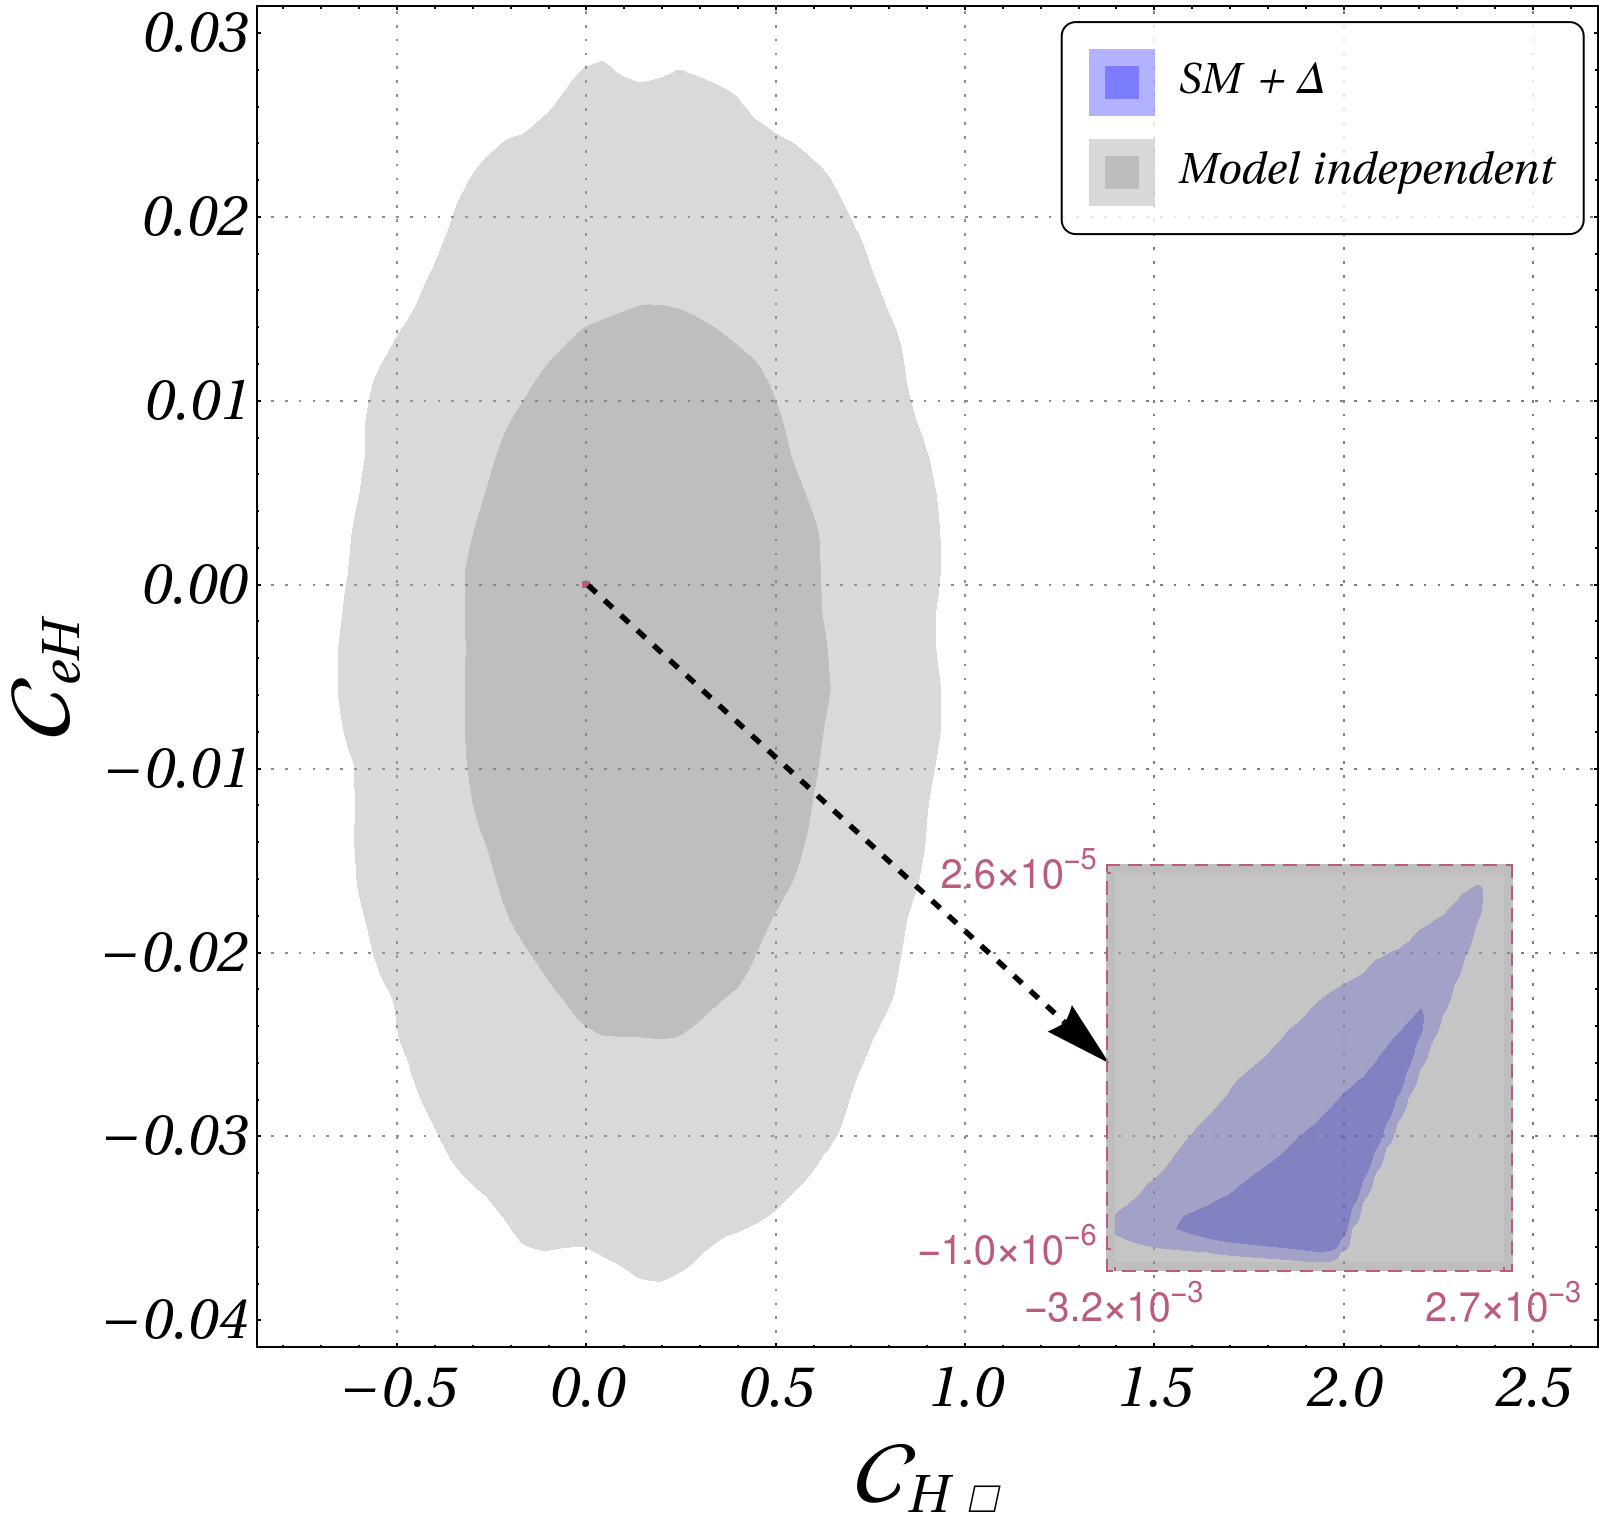 0.03
0.02
0.01
0.00
−0.01
−0.02
−0.03
−0.04
𝒞eH
SM + Δ
Model independent
2.6×10⁻⁵
−1.0×10⁻⁶
−3.2×10⁻³ 2.7×10⁻³
−0.5 0.0 0.5 1.0 1.5 2.0 2.5
𝒞H □